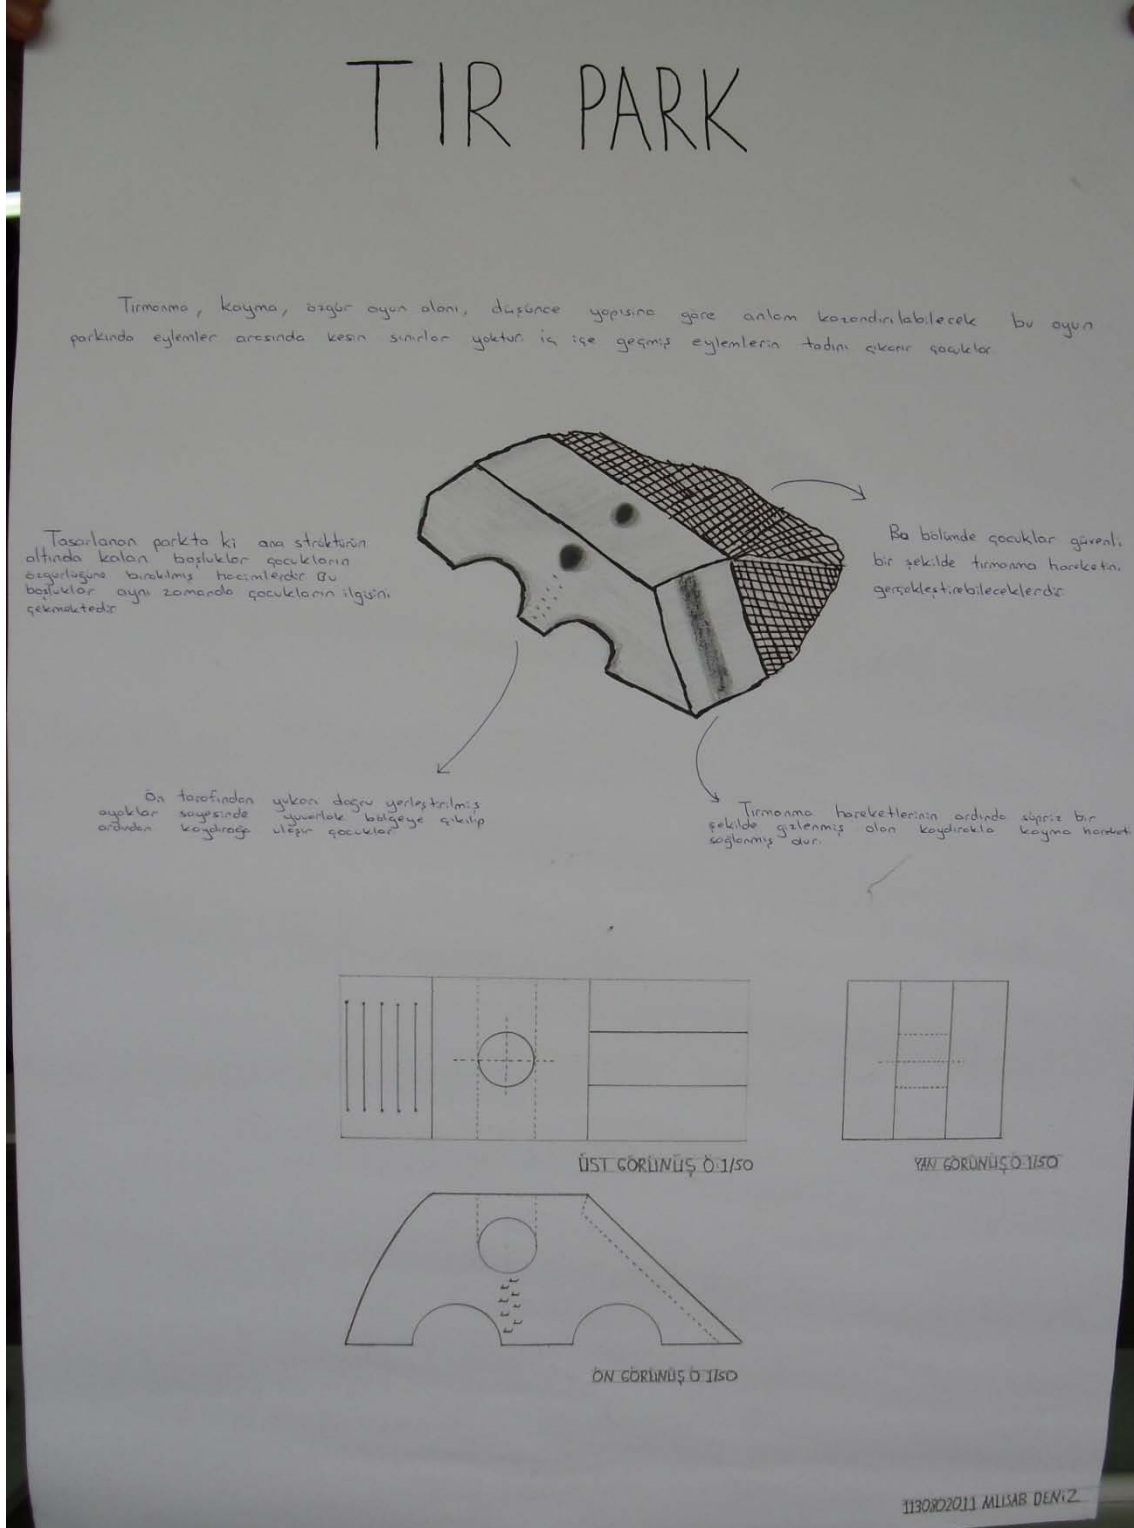 TIR PARK
Tırmanma, kayma, özgür oyun alanı, düşünce yapısına göre anlam kazandırılabilecek bu oyun
parkında eylemler arasında kesin sınırlar yoktur. iç içe geçmiş eylemlerin tadını çıkarır çocuklar.
Tasarlanan parkta ki ana strüktürün
altında kalan boşluklar çocukların
özgürlüğüne bırakılmış hacimlerdir. Bu
boşluklar aynı zamanda çocukların ilgisini
çekmektedir.
Bu bölümde çocuklar güvenli
bir şekilde tırmanma hareketini
gerçekleştirebileceklerdir.
Ön tarafından yukarı doğru yerleştirilmiş
ayaklar sayesinde yuvarlak bölgeye çıkılıp
ardından kaydırağa ulaşır çocuklar.
Tırmanma hareketlerinin ardında süpriz bir
şekilde gizlenmiş olan kaydırakla kayma hareketi
sağlanmış dır.
ÜST GÖRÜNÜŞ Ö:1/50
YAN GÖRÜNÜŞ Ö:1/50
ÖN GÖRÜNÜŞ Ö:1/50
1130802011 MUSAB DENİZ